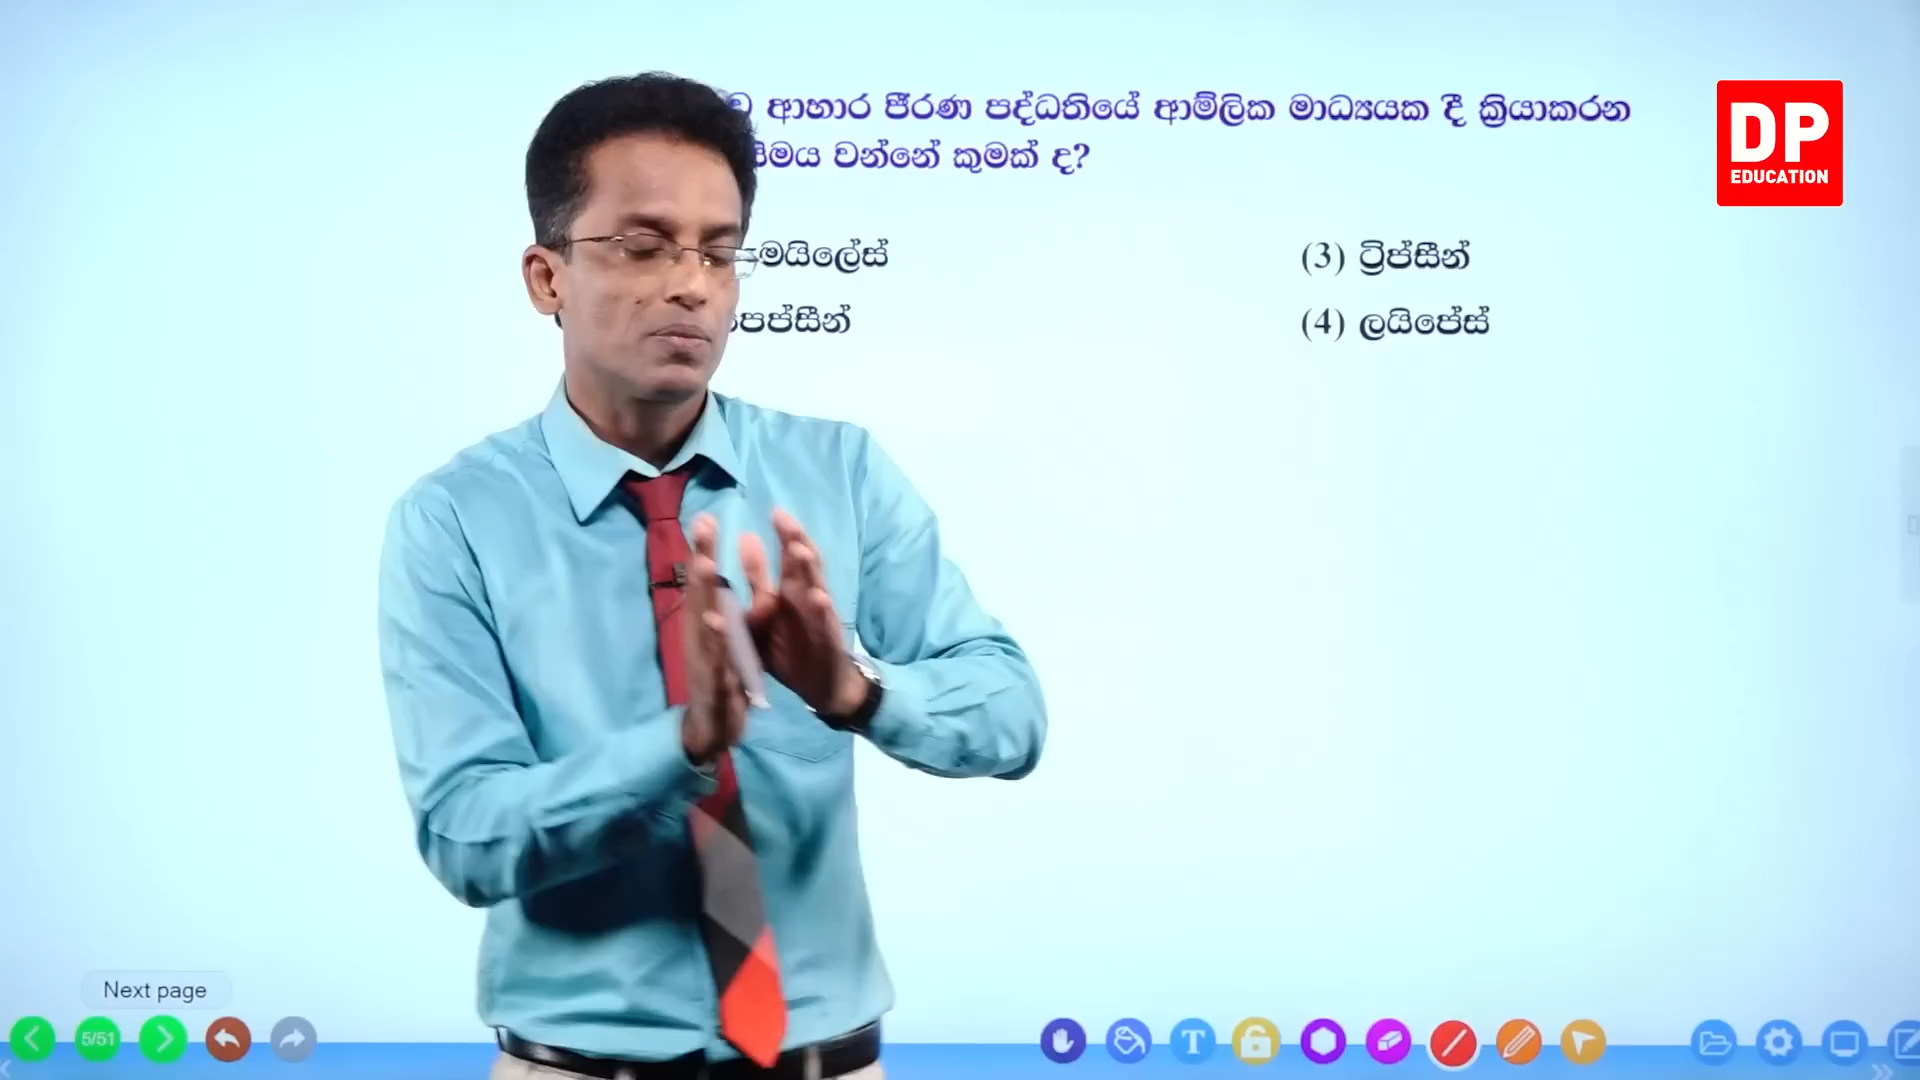 ආහාර ජීරණ පද්ධතියේ ආම්ලික මාධ්‍යයක දී ක්‍රියාකරන
වන්නේ කුමක් ද?
(3) ට්‍රිප්සීන්
(4) ලයිපේස්
DP
EDUCATION
Next page
5/51
T